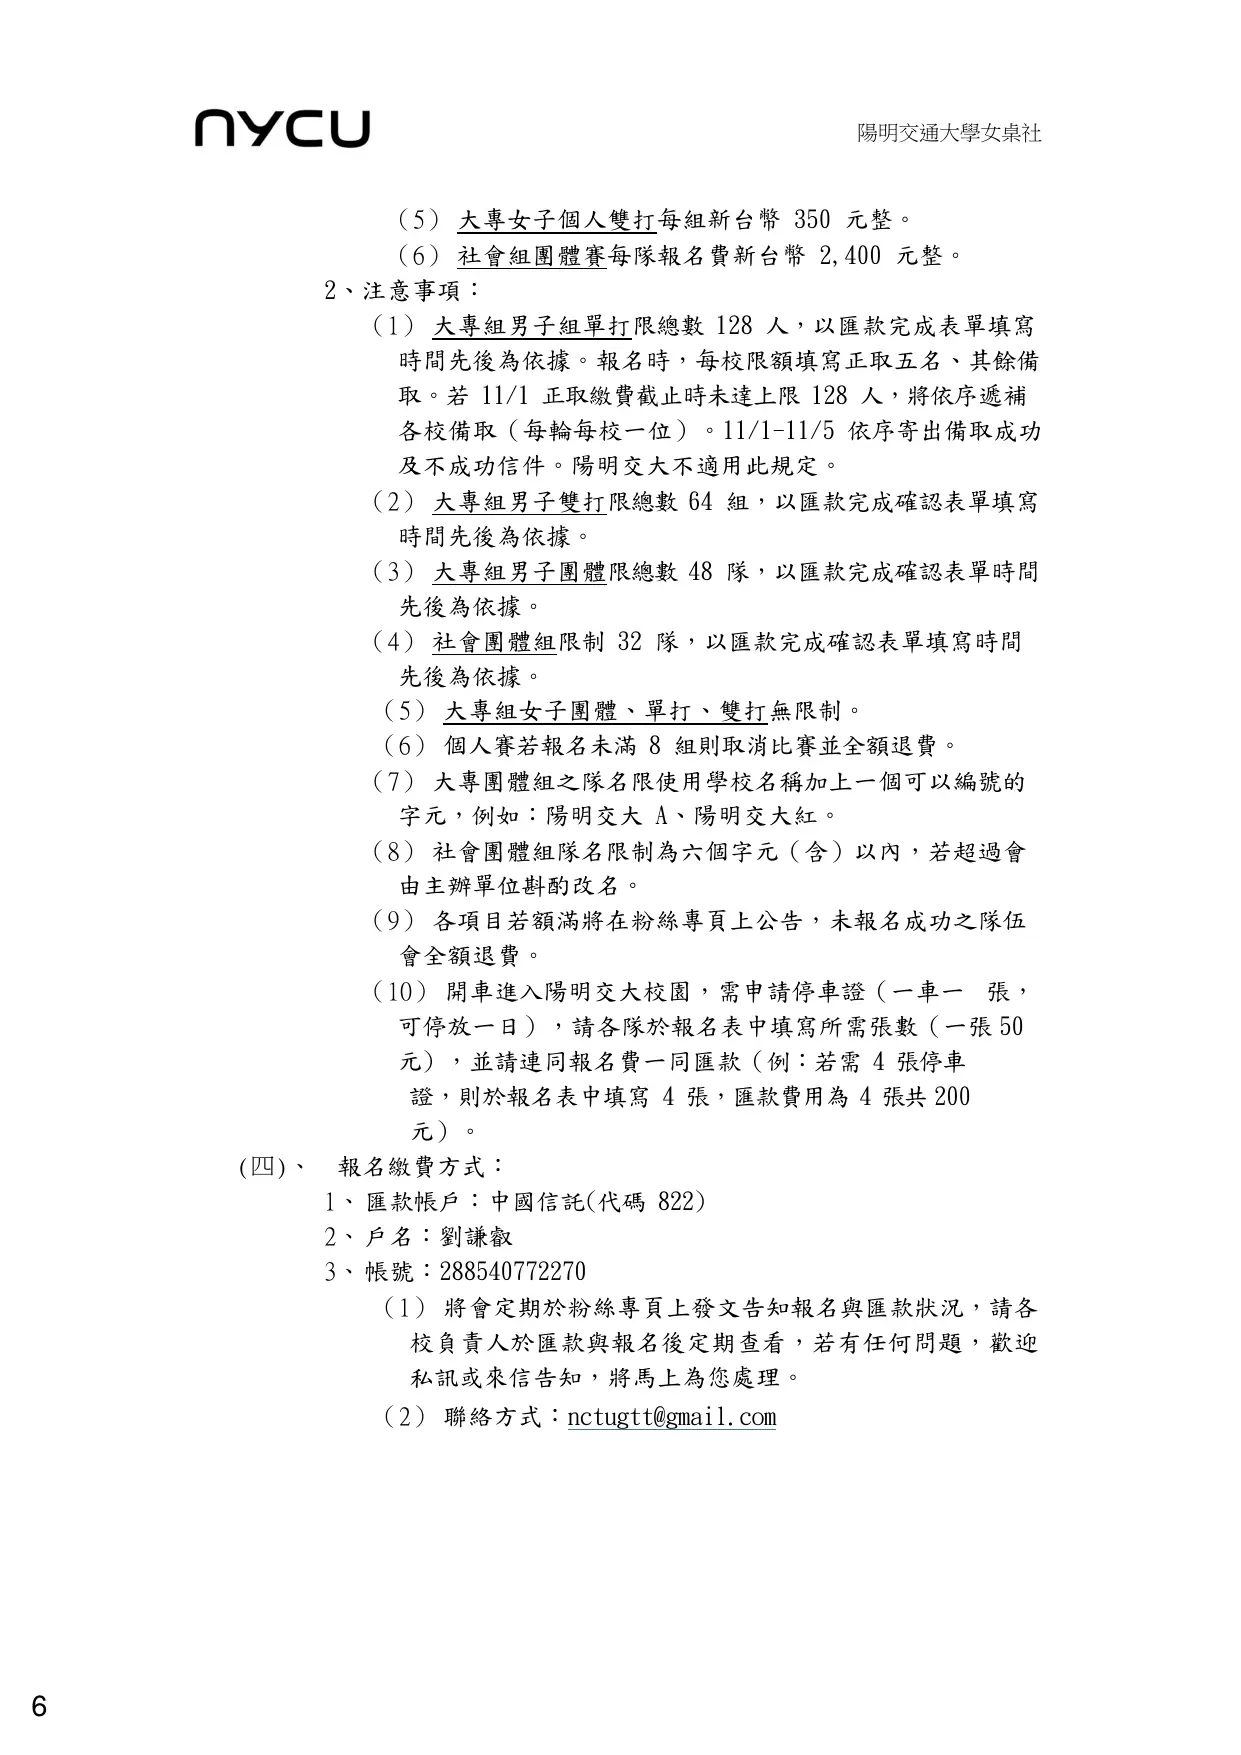 NYCU
陽明交通大學女桌社
（5） 大專女子個人雙打每組新台幣 350 元整。
（6） 社會組團體賽每隊報名費新台幣 2,400 元整。
2、注意事項：
（1） 大專組男子組單打限總數 128 人，以匯款完成表單填寫
時間先後為依據。報名時，每校限額填寫正取五名、其餘備
取。若 11/1 正取繳費截止時未達上限 128 人，將依序遞補
各校備取（每輪每校一位）。11/1-11/5 依序寄出備取成功
及不成功信件。陽明交大不適用此規定。
（2） 大專組男子雙打限總數 64 組，以匯款完成確認表單填寫
時間先後為依據。
（3） 大專組男子團體限總數 48 隊，以匯款完成確認表單時間
先後為依據。
（4） 社會團體組限制 32 隊，以匯款完成確認表單填寫時間
先後為依據。
（5） 大專組女子團體、單打、雙打無限制。
（6） 個人賽若報名未滿 8 組則取消比賽並全額退費。
（7） 大專團體組之隊名限使用學校名稱加上一個可以編號的
字元，例如：陽明交大 A、陽明交大紅。
（8） 社會團體組隊名限制為六個字元（含）以內，若超過會
由主辦單位斟酌改名。
（9） 各項目若額滿將在粉絲專頁上公告，未報名成功之隊伍
會全額退費。
（10） 開車進入陽明交大校園，需申請停車證（一車一 張，
可停放一日），請各隊於報名表中填寫所需張數（一張 50
元），並請連同報名費一同匯款（例：若需 4 張停車
證，則於報名表中填寫 4 張，匯款費用為 4 張共 200
元）。
(四)、 報名繳費方式：
1、匯款帳戶：中國信託(代碼 822)
2、戶名：劉謙叡
3、帳號：288540772270
（1） 將會定期於粉絲專頁上發文告知報名與匯款狀況，請各
校負責人於匯款與報名後定期查看，若有任何問題，歡迎
私訊或來信告知，將馬上為您處理。
（2） 聯絡方式：nctugtt@gmail.com
6